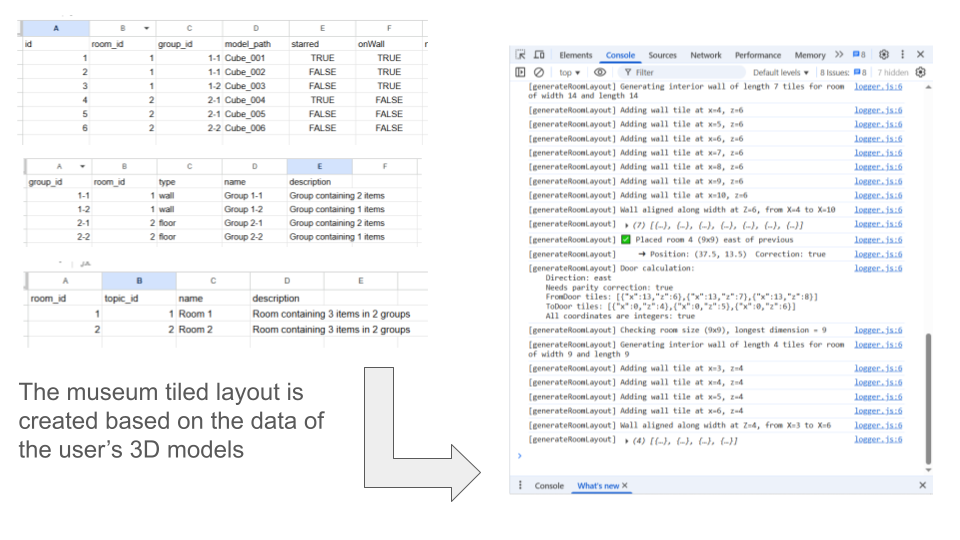 A B C D E F
id room_id group_id model_path starred onWall
1 1 1-1 Cube_001 TRUE TRUE
2 1 1-1 Cube_002 FALSE TRUE
3 1 1-2 Cube_003 FALSE TRUE
4 2 2-1 Cube_004 TRUE FALSE
5 2 2-1 Cube_005 FALSE FALSE
6 2 2-2 Cube_006 FALSE FALSE
A B C D E F
group_id room_id type name description
1-1 1 wall Group 1-1 Group containing 2 items
1-2 1 wall Group 1-2 Group containing 1 items
2-1 2 floor Group 2-1 Group containing 2 items
2-2 2 floor Group 2-2 Group containing 1 items
A B C D E
room_id topic_id name description
1 1 Room 1 Room containing 3 items in 2 groups
2 2 Room 2 Room containing 3 items in 2 groups
The museum tiled layout is
created based on the data of
the user's 3D models
Elements Console Sources Network Performance Memory 8
top Filter Default levels 8 Issues: 8 7 hidden
[generateRoomLayout] Generating interior wall of length 7 tiles for room logger.js:6
of width 14 and length 14
[generateRoomLayout] Adding wall tile at x=4, z=6 logger.js:6
[generateRoomLayout] Adding wall tile at x=5, z=6 logger.js:6
[generateRoomLayout] Adding wall tile at x=6, z=6 logger.js:6
[generateRoomLayout] Adding wall tile at x=7, z=6 logger.js:6
[generateRoomLayout] Adding wall tile at x=8, z=6 logger.js:6
[generateRoomLayout] Adding wall tile at x=9, z=6 logger.js:6
[generateRoomLayout] Adding wall tile at x=10, z=6 logger.js:6
[generateRoomLayout] Wall aligned along width at Z=6, from X=4 to X=10 logger.js:6
[generateRoomLayout] ▸ (7) [{…}, {…}, {…}, {…}, {…}, {…}, {…}] logger.js:6
[generateRoomLayout] ✅ Placed room 4 (9x9) east of previous logger.js:6
[generateRoomLayout] → Position: (37.5, 13.5) Correction: true logger.js:6
[generateRoomLayout] Door calculation: logger.js:6
Direction: east
Needs parity correction: true
FromDoor tiles: [{"x":13,"z":6},{"x":13,"z":7},{"x":13,"z":8}]
ToDoor tiles: [{"x":0,"z":4},{"x":0,"z":5},{"x":0,"z":6}]
All coordinates are integers: true
[generateRoomLayout] Checking room size (9x9), longest dimension = 9 logger.js:6
[generateRoomLayout] Generating interior wall of length 4 tiles for room logger.js:6
of width 9 and length 9
[generateRoomLayout] Adding wall tile at x=3, z=4 logger.js:6
[generateRoomLayout] Adding wall tile at x=4, z=4 logger.js:6
[generateRoomLayout] Adding wall tile at x=5, z=4 logger.js:6
[generateRoomLayout] Adding wall tile at x=6, z=4 logger.js:6
[generateRoomLayout] Wall aligned along width at Z=4, from X=3 to X=6 logger.js:6
[generateRoomLayout] ▸ (4) [{…}, {…}, {…}, {…}] logger.js:6
Console What's new